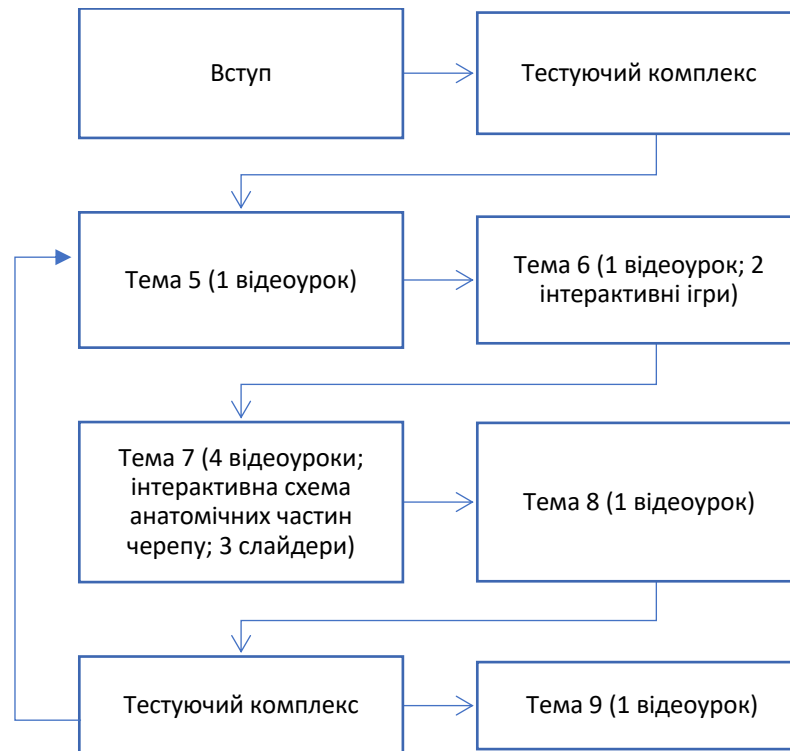 Вступ
Тестуючий комплекс
Тема 5 (1 відеоурок)
Тема 6 (1 відеоурок; 2
інтерактивні ігри)
Тема 7 (4 відеоуроки;
інтерактивна схема
анатомічних частин
черепу; 3 слайдери)
Тема 8 (1 відеоурок)
Тестуючий комплекс
Тема 9 (1 відеоурок)